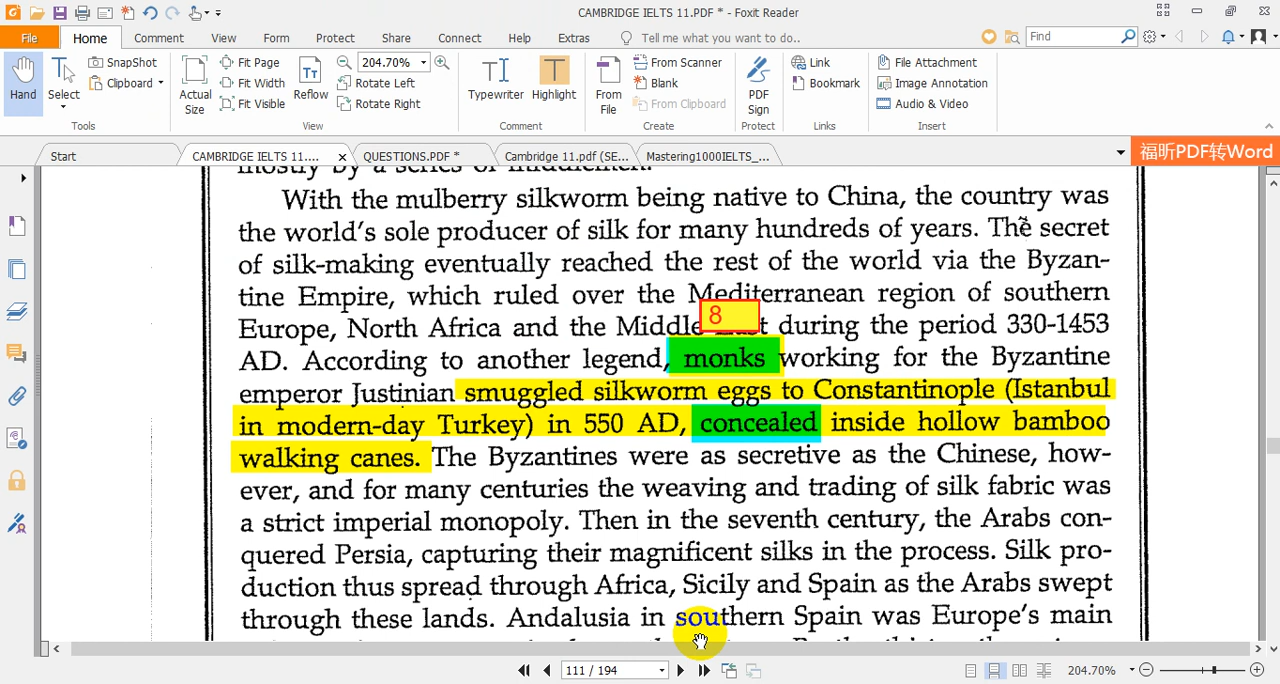 CAMBRIDGE IELTS 11.PDF * - Foxit Reader
File Home Comment View Form Protect Share Connect Help Extras Tell me what you want to do.. Find
Hand
Select
SnapShot
Clipboard
Tools
Actual Size
Fit Page
Fit Width
Fit Visible
Reflow
204.70%
Rotate Left
Rotate Right
View
Typewriter
Highlight
Comment
From File
From Scanner
Blank
From Clipboard
Create
PDF Sign
Protect
Link
Bookmark
Links
File Attachment
Image Annotation
Audio & Video
Insert
Start CAMBRIDGE IELTS 11.... QUESTIONS.PDF * Cambridge 11.pdf (SE... Mastering1000IELTS_... 福昕PDF转Word
mostly by a series of middlemen.
With the mulberry silkworm being native to China, the country was
the world's sole producer of silk for many hundreds of years. The secret
of silk-making eventually reached the rest of the world via the Byzan-
tine Empire, which ruled over the Mediterranean region of southern
8
Europe, North Africa and the Middle East during the period 330-1453
AD. According to another legend, monks working for the Byzantine
emperor Justinian smuggled silkworm eggs to Constantinople (Istanbul
in modern-day Turkey) in 550 AD, concealed inside hollow bamboo
walking canes. The Byzantines were as secretive as the Chinese, how-
ever, and for many centuries the weaving and trading of silk fabric was
a strict imperial monopoly. Then in the seventh century, the Arabs con-
quered Persia, capturing their magnificent silks in the process. Silk pro-
duction thus spread through Africa, Sicily and Spain as the Arabs swept
through these lands. Andalusia in southern Spain was Europe's main
111 / 194
204.70%